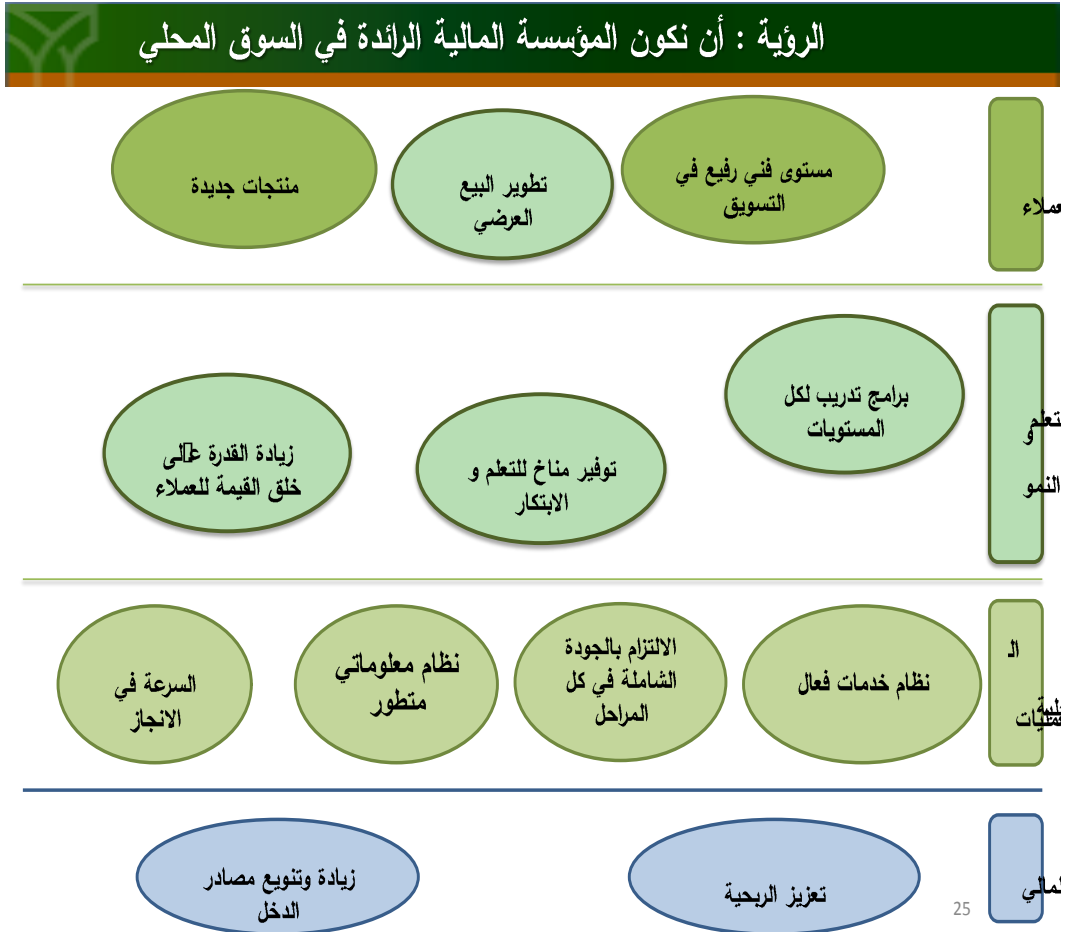 الرؤية : أن نكون المؤسسة المالية الرائدة في السوق المحلي
مستوى فني رفيع في
التسويق
تطوير البيع
العرضي
منتجات جديدة
برامج تدريب لكل
المستويات
توفير مناخ للتعلم و
الابتكار
زيادة القدرة على
خلق القيمة للعملاء
و
النمو
نظام خدمات فعال
الالتزام بالجودة
الشاملة في كل
المراحل
نظام معلوماتي
متطور
السرعة في
الانجاز
تعزيز الربحية
زيادة وتنويع مصادر
الدخل
25